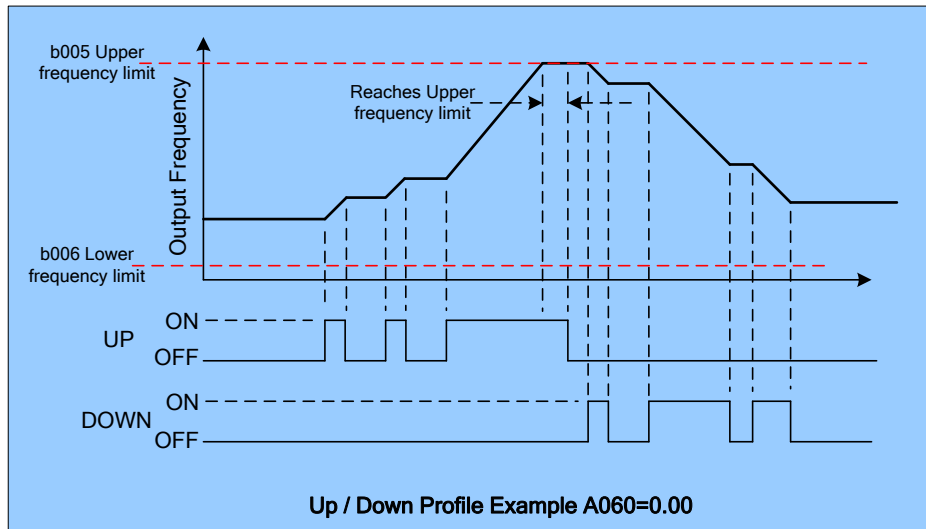 b005 Upper
frequency limit
Output Frequency
Reaches Upper
frequency limit
b006 Lower
frequency limit
UP
ON
OFF
DOWN
ON
OFF
Up / Down Profile Example A060=0.00